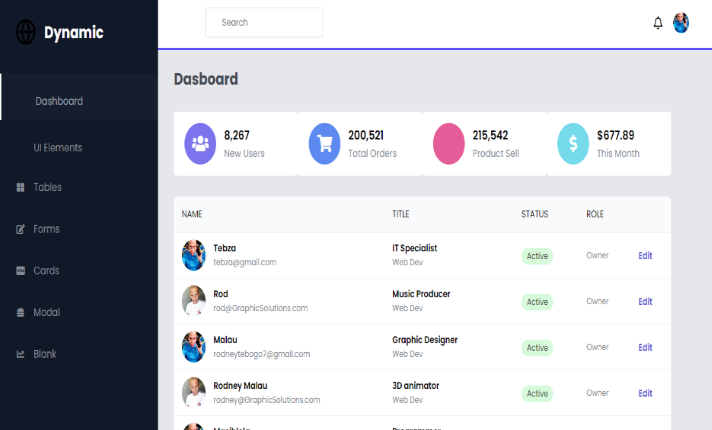 Dynamic
Search
Dashboard
UI Elements
Tables
Forms
Cards
Modal
Blank
Dasboard
8,267
New Users
200,521
Total Orders
215,542
Product Sell
$677.89
This Month
NAME TITLE STATUS ROLE
Tebza IT Specialist
tebza@gmail.com Web Dev Active Owner Edit
Rod Music Producer
rod@GraphicSolutions.com Web Dev Active Owner Edit
Malau Graphic Designer
rodneytebogo7@gmail.com Web Dev Active Owner Edit
Rodney Malau 3D animator
rodney@GraphicSolutions.com Web Dev Active Owner Edit